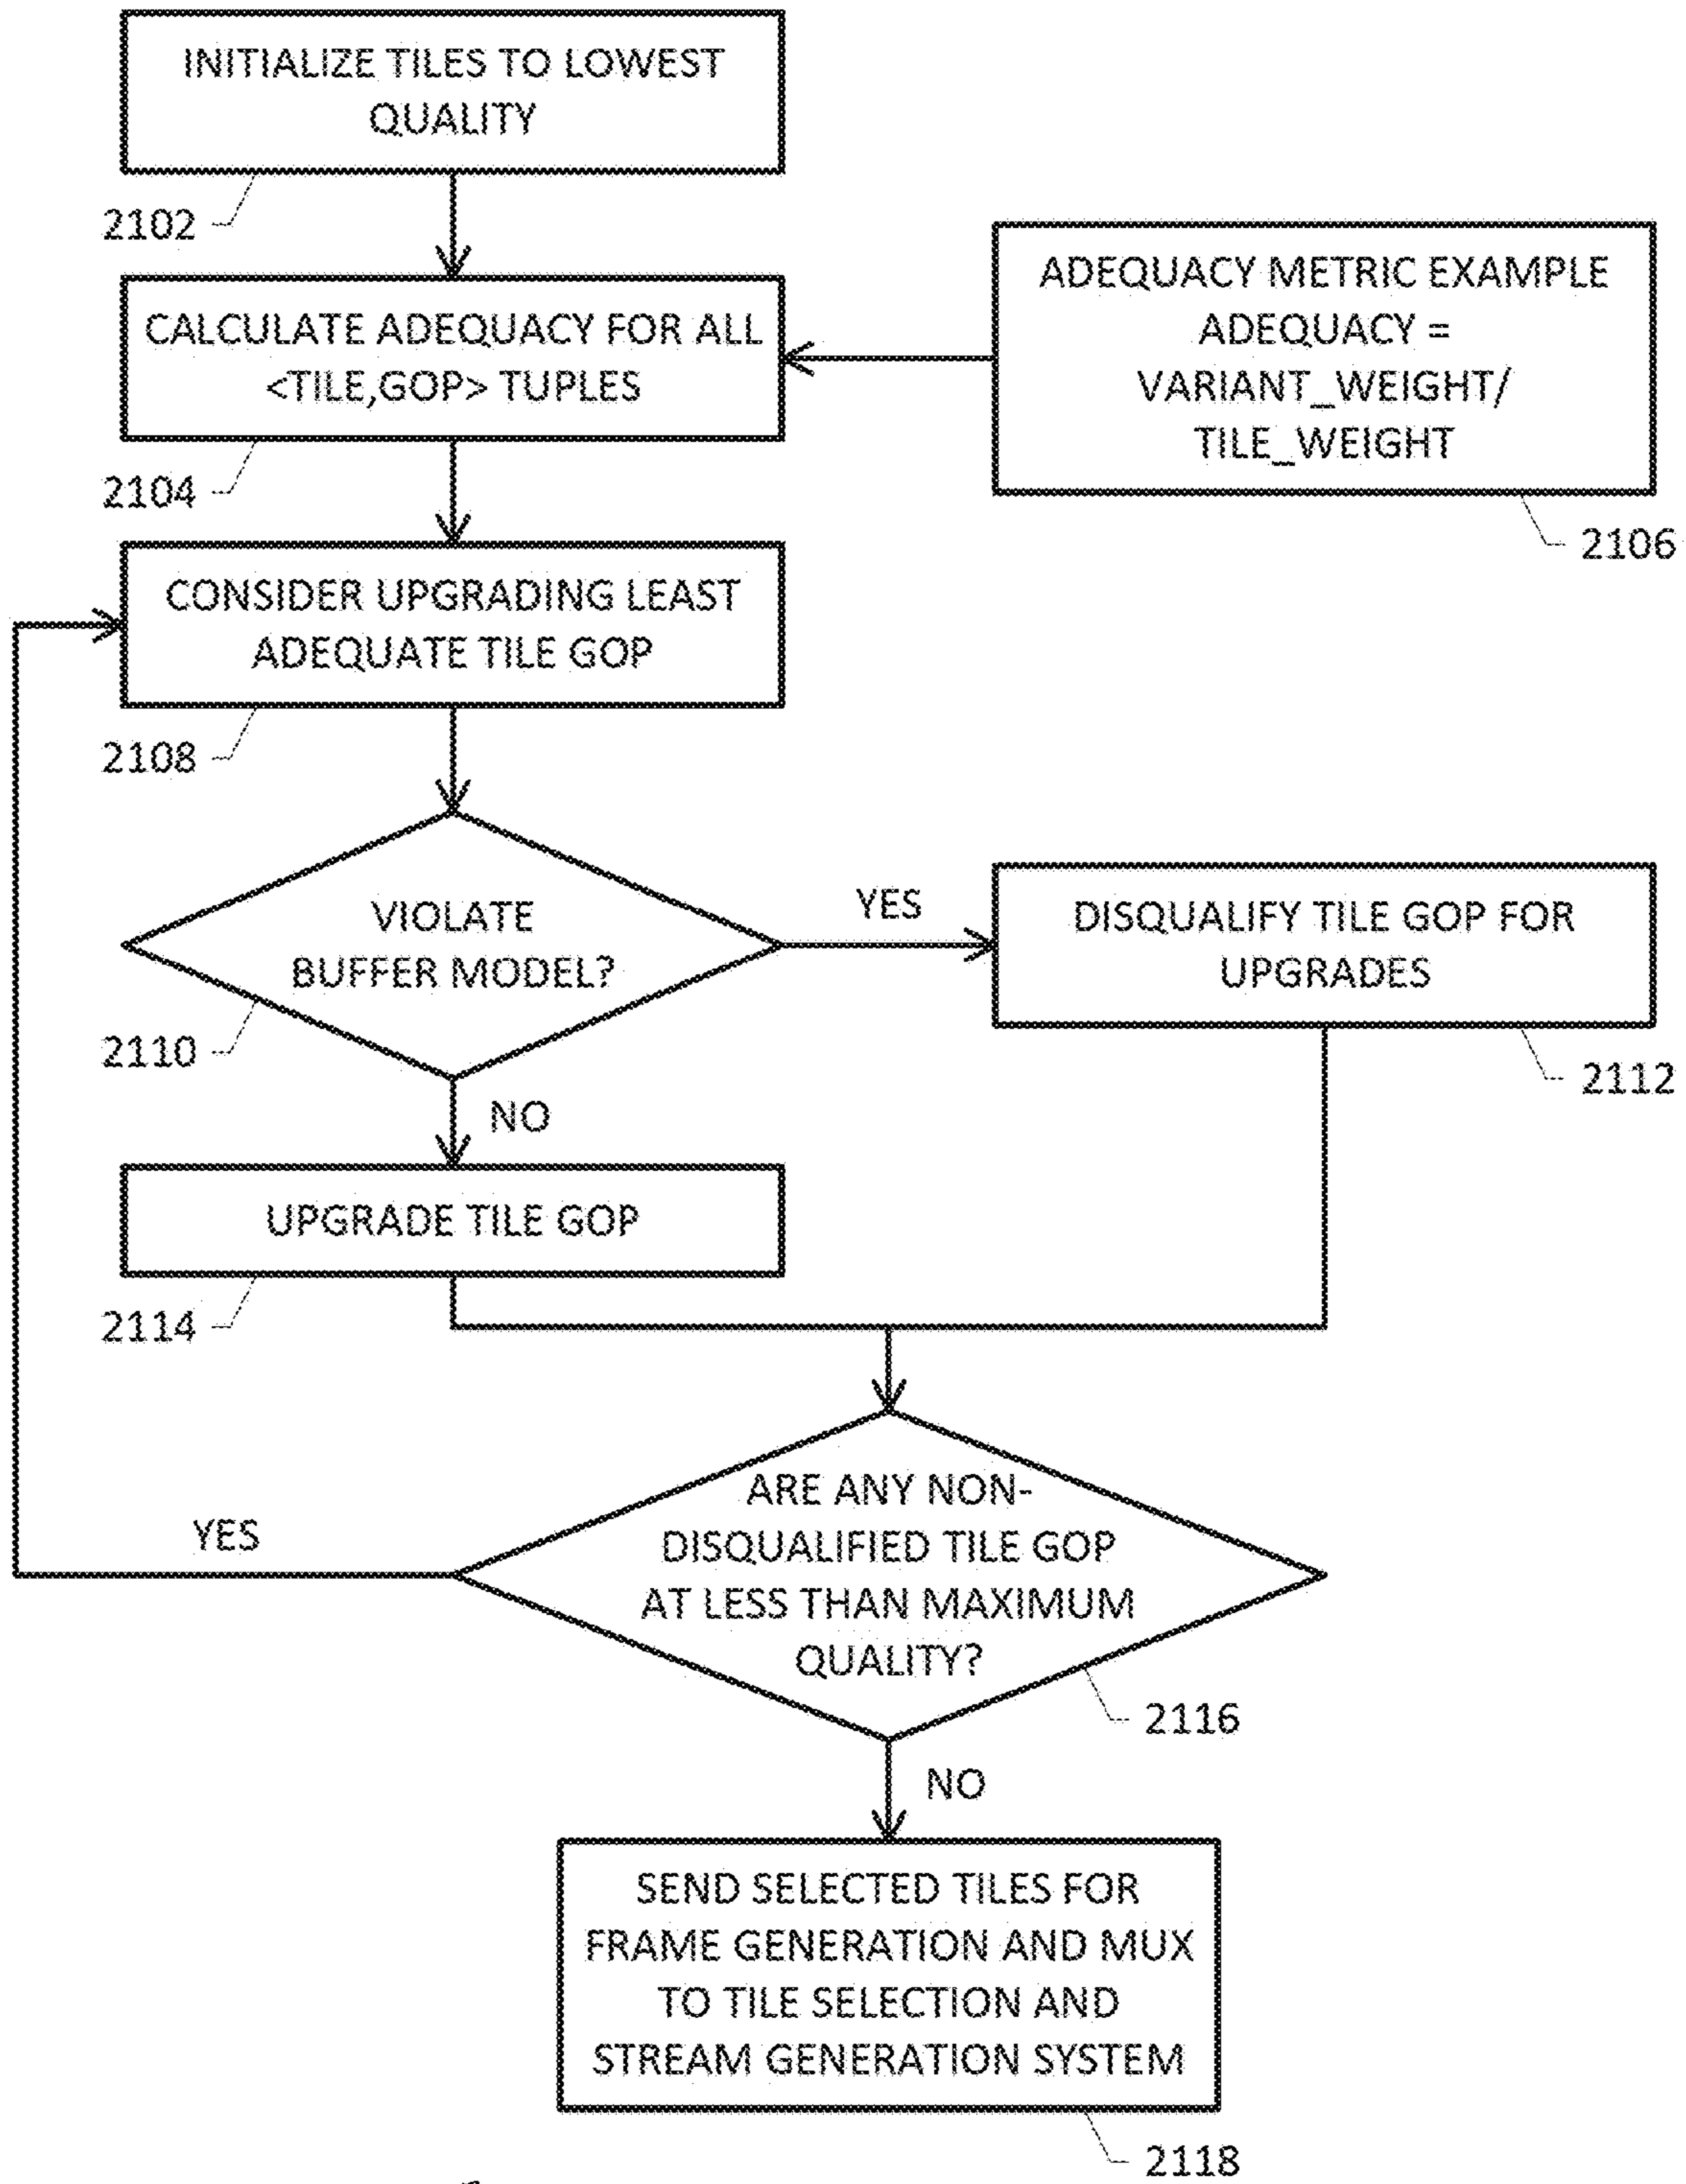 INITIALIZE TILES TO LOWEST
QUALITY
2102
CALCULATE ADEQUACY FOR ALL
<TILE,GOP> TUPLES
2104
ADEQUACY METRIC EXAMPLE
ADEQUACY =
VARIANT_WEIGHT/
TILE_WEIGHT
2106
CONSIDER UPGRADING LEAST
ADEQUATE TILE GOP
2108
VIOLATE
BUFFER MODEL?
2110
YES
DISQUALIFY TILE GOP FOR
UPGRADES
2112
NO
UPGRADE TILE GOP
2114
ARE ANY NON-
DISQUALIFIED TILE GOP
AT LESS THAN MAXIMUM
QUALITY?
2116
YES
NO
SEND SELECTED TILES FOR
FRAME GENERATION AND MUX
TO TILE SELECTION AND
STREAM GENERATION SYSTEM
2118